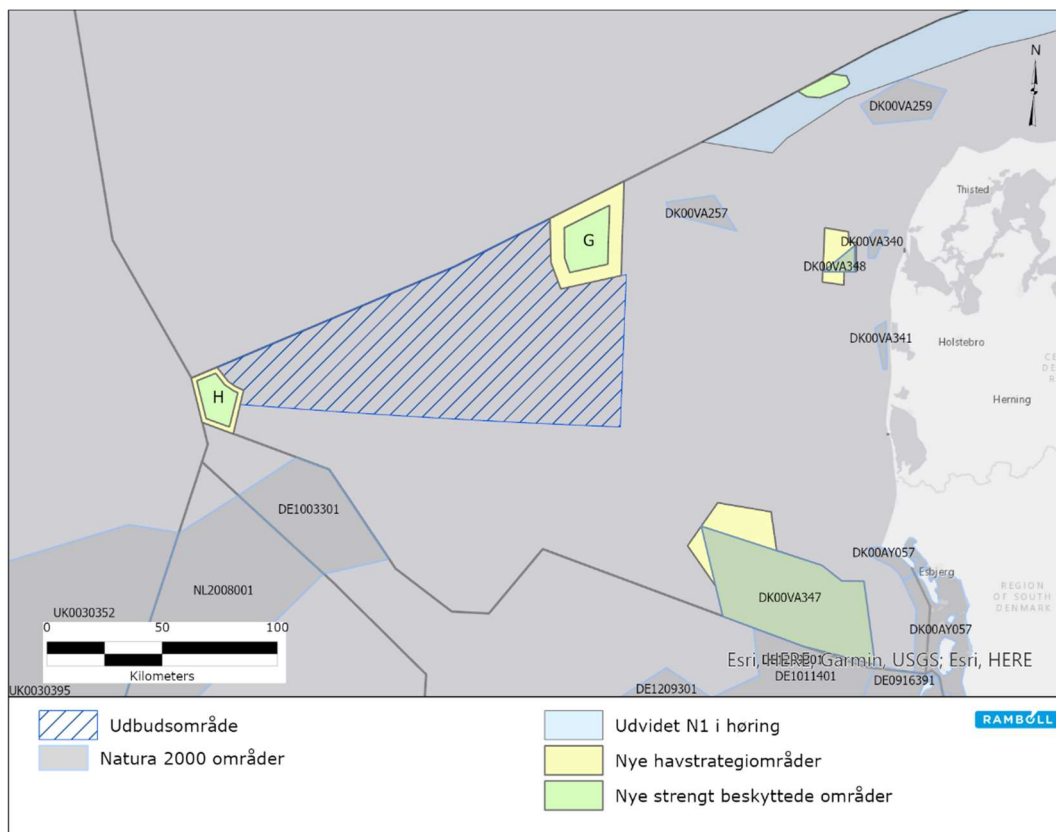 N
DK00VA259
Thisted
DK00VA257
G
DK00VA340
DK00VA348
DK00VA341
Holstebro
Herning
H
DE1003301
DK00AY057
Esbjerg
NL2008001
DK00VA347
REGION
OF SOUTH
DENMARK
UK0030352
DK00AY057
0 50 100
Kilometers
Esri, HERE, Garmin, USGS; Esri, HERE
DE1011401
DE0916391
UK0030395
DE1209301
Udbudsområde
Natura 2000 områder
Udvidet N1 i høring
Nye havstrategiområder
Nye strengt beskyttede områder
RAMBOLL